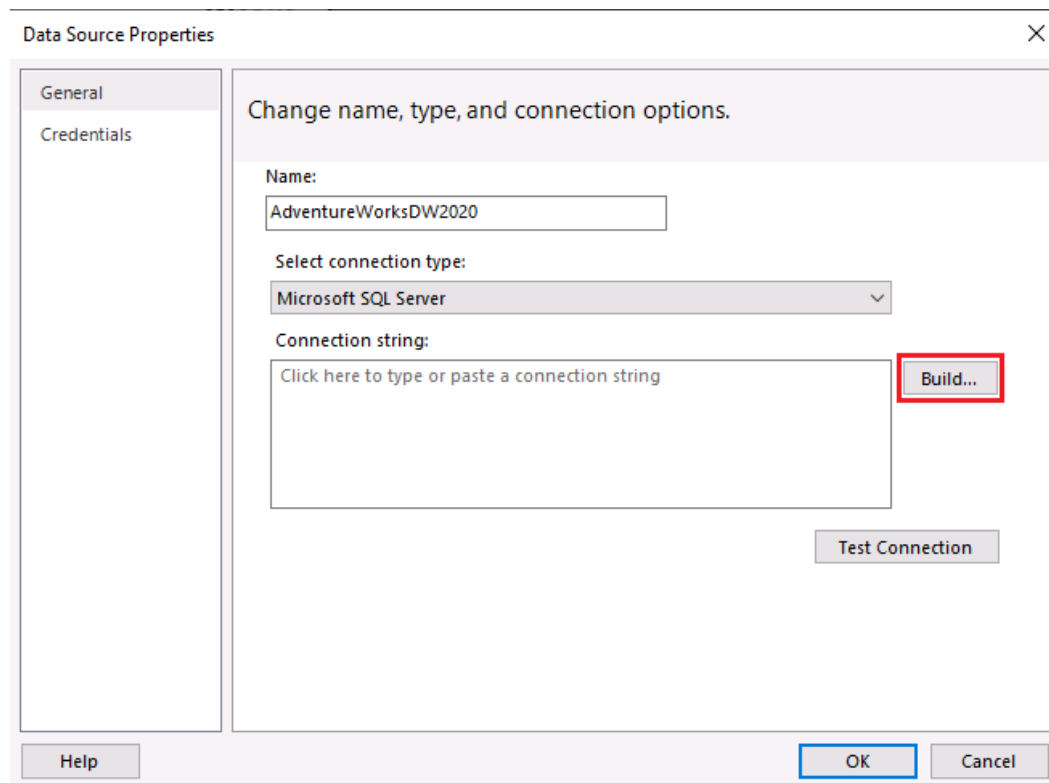 Data Source Properties
General
Credentials
Change name, type, and connection options.
Name:
AdventureWorksDW2020
Select connection type:
Microsoft SQL Server
Connection string:
Click here to type or paste a connection string
Build...
Test Connection
Help
OK
Cancel